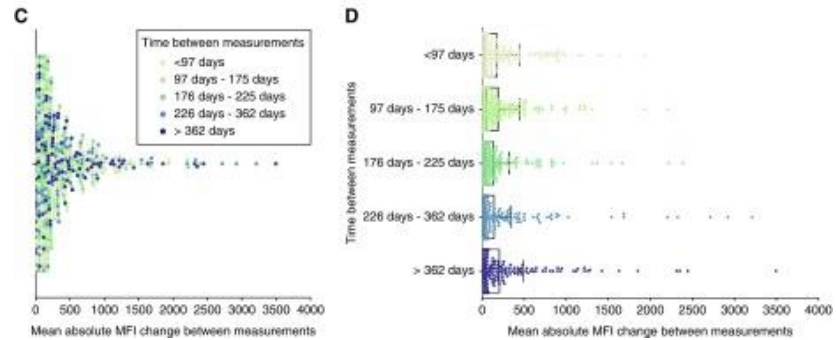 C
Time between measurements
<97 days
97 days - 175 days
176 days - 225 days
226 days - 362 days
> 362 days
0 500 1000 1500 2000 2500 3000 3500 4000
Mean absolute MFI change between measurements
D
Time between measurements
<97 days
97 days - 175 days
176 days - 225 days
226 days - 362 days
> 362 days
0 500 1000 1500 2000 2500 3000 3500 4000
Mean absolute MFI change between measurements